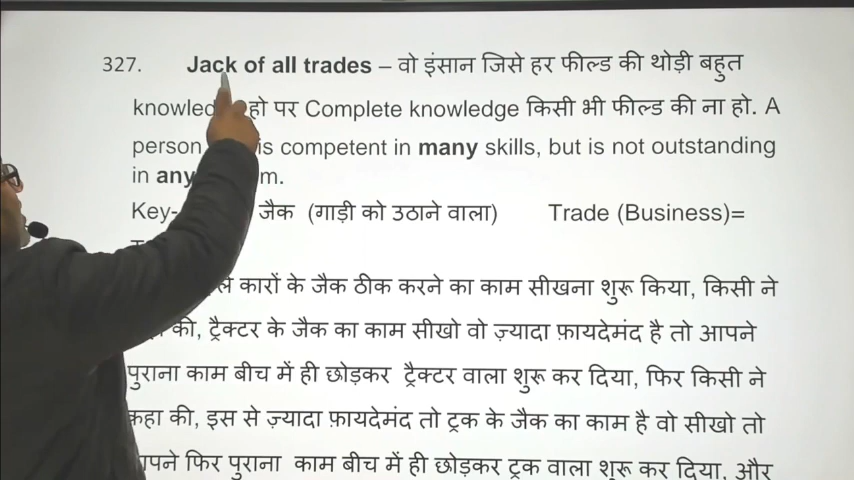 327. Jack of all trades – वो इंसान जिसे हर फील्ड की थोड़ी बहुत
हो पर Complete knowledge किसी भी फील्ड की ना हो. A
person is competent in many skills, but is not outstanding
in any
Key- जैक (गाड़ी को उठाने वाला) Trade (Business)=
कारों के जैक ठीक करने का काम सीखना शुरू किया, किसी ने
की, ट्रैक्टर के जैक का काम सीखो वो ज़्यादा फ़ायदेमंद है तो आपने
पुराना काम बीच में ही छोड़कर ट्रैक्टर वाला शुरू कर दिया, फिर किसी ने
कहा की, इस से ज़्यादा फ़ायदेमंद तो ट्रक के जैक का काम है वो सीखो तो
फिर पुराना काम बीच में ही छोड़कर ट्रक वाला शुरू कर दिया, और